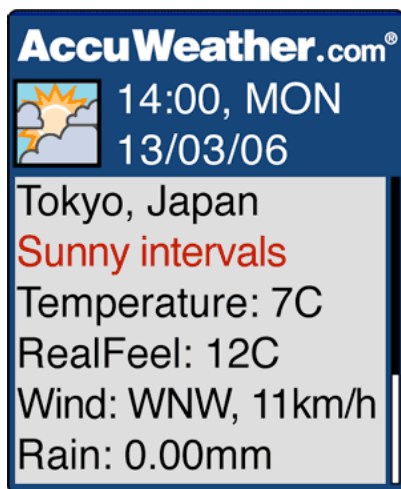 AccuWeather.com®
14:00, MON
13/03/06
Tokyo, Japan
Sunny intervals
Temperature: 7C
RealFeel: 12C
Wind: WNW, 11km/h
Rain: 0.00mm